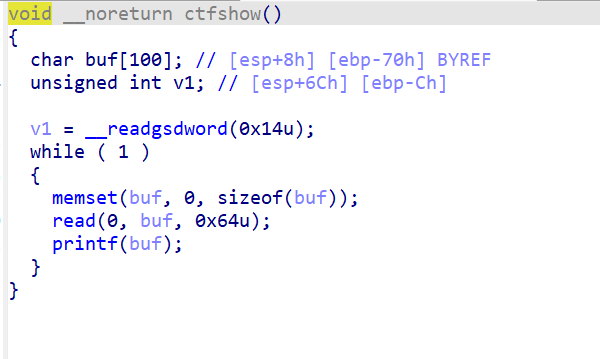 void __noreturn ctfshow()
{
char buf[100]; // [esp+8h] [ebp-70h] BYREF
unsigned int v1; // [esp+6Ch] [ebp-Ch]
v1 = __readgsdword(0x14u);
while ( 1 )
{
memset(buf, 0, sizeof(buf));
read(0, buf, 0x64u);
printf(buf);
}
}